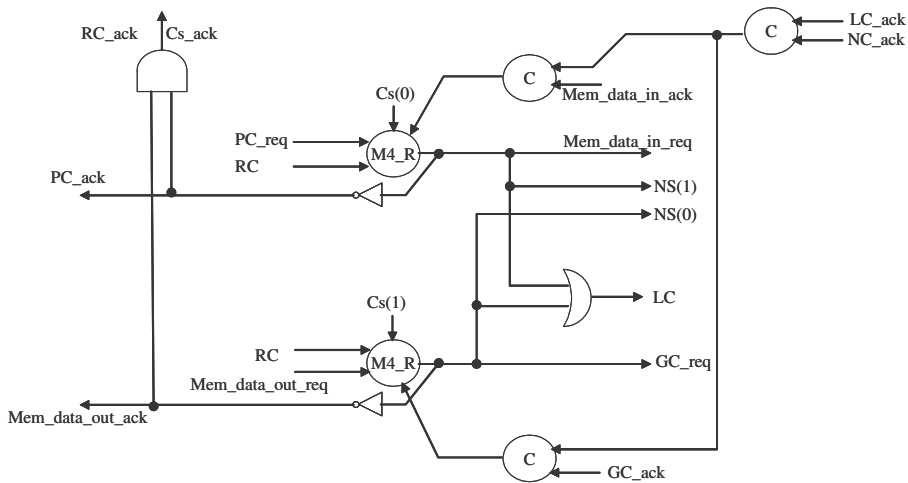 RC_ack Cs_ack
C
LC_ack
NC_ack
C
Mem_data_in_ack
Cs(0)
PC_req
RC
M4_R
Mem_data_in_req
PC_ack
NS(1)
NS(0)
LC
Cs(1)
RC
M4_R
Mem_data_out_req
GC_req
Mem_data_out_ack
C
GC_ack